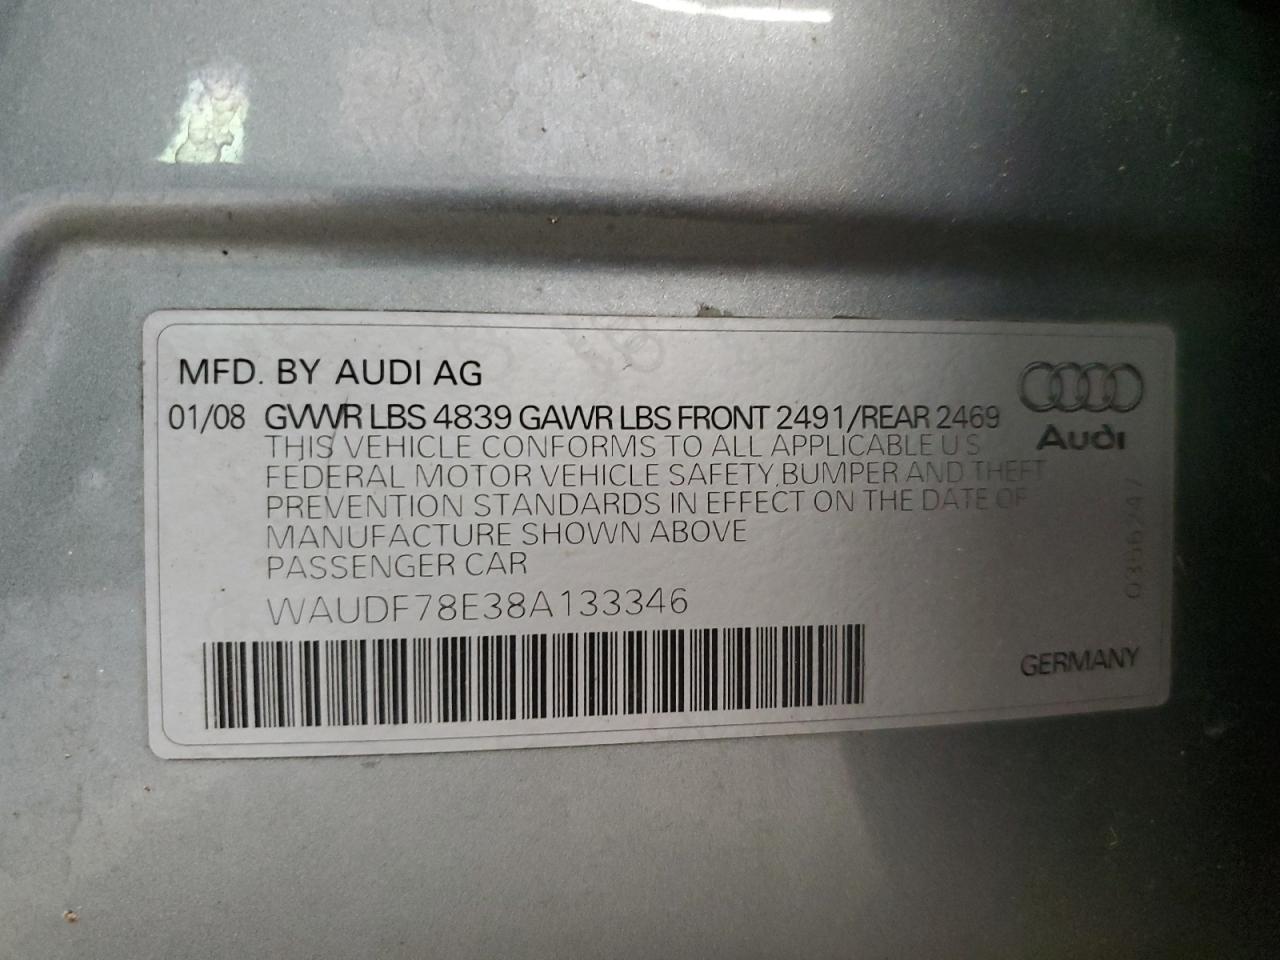 MFD. BY AUDI AG
01/08 GVWR LBS 4839 GAWR LBS FRONT 2491/REAR 2469
Audi
THIS VEHICLE CONFORMS TO ALL APPLICABLE U S
FEDERAL MOTOR VEHICLE SAFETY, BUMPER AND THEFT
PREVENTION STANDARDS IN EFFECT ON THE DATE OF
MANUFACTURE SHOWN ABOVE
PASSENGER CAR
WAUDF78E38A133346
GERMANY